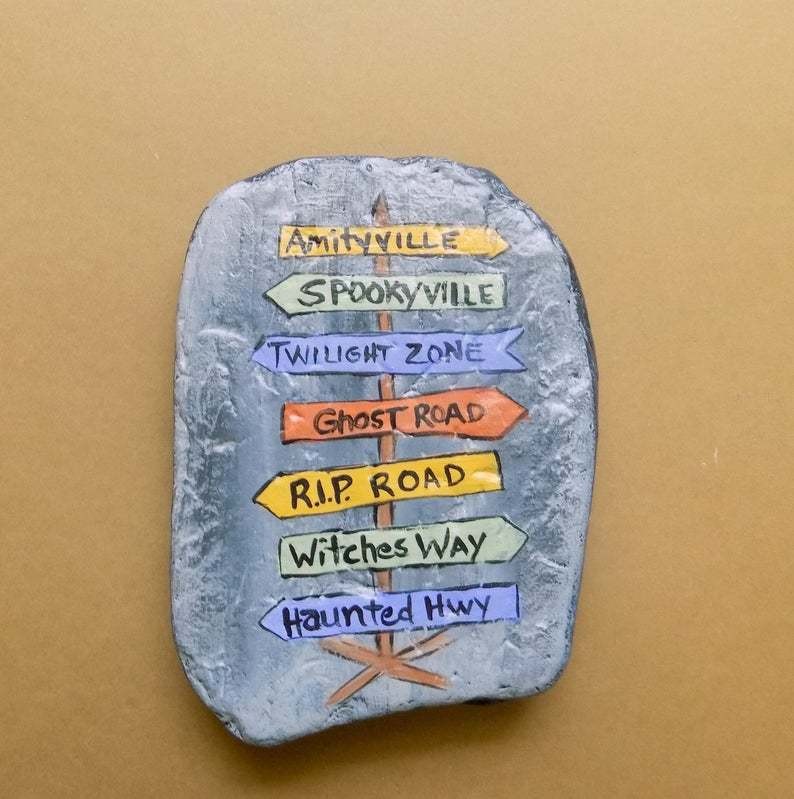 Amityville
SPOOKYVILLE
TWILIGHT ZONE
GhOST ROAD
R.I.P. ROAD
Witches WAY
Haunted Hwy